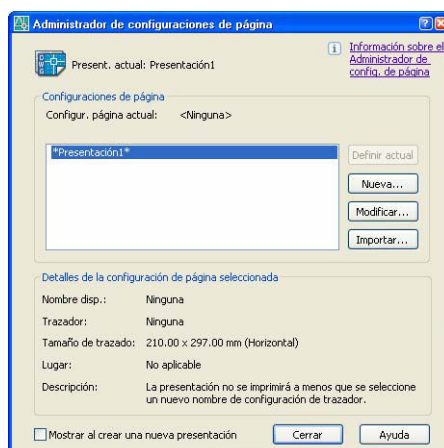 Administrador de configuraciones de página
Present. actual: Presentación1
Información sobre el
Administrador de
config. de página
Configuraciones de página
Configur. página actual: <Ninguna>
*Presentación1*
Definir actual
Nueva...
Modificar...
Importar...
Detalles de la configuración de página seleccionada
Nombre disp.: Ninguna
Trazador: Ninguna
Tamaño de trazado: 210.00 x 297.00 mm (Horizontal)
Lugar: No aplicable
Descripción: La presentación no se imprimirá a menos que se seleccione
un nuevo nombre de configuración de trazador.
Mostrar al crear una nueva presentación
Cerrar
Ayuda